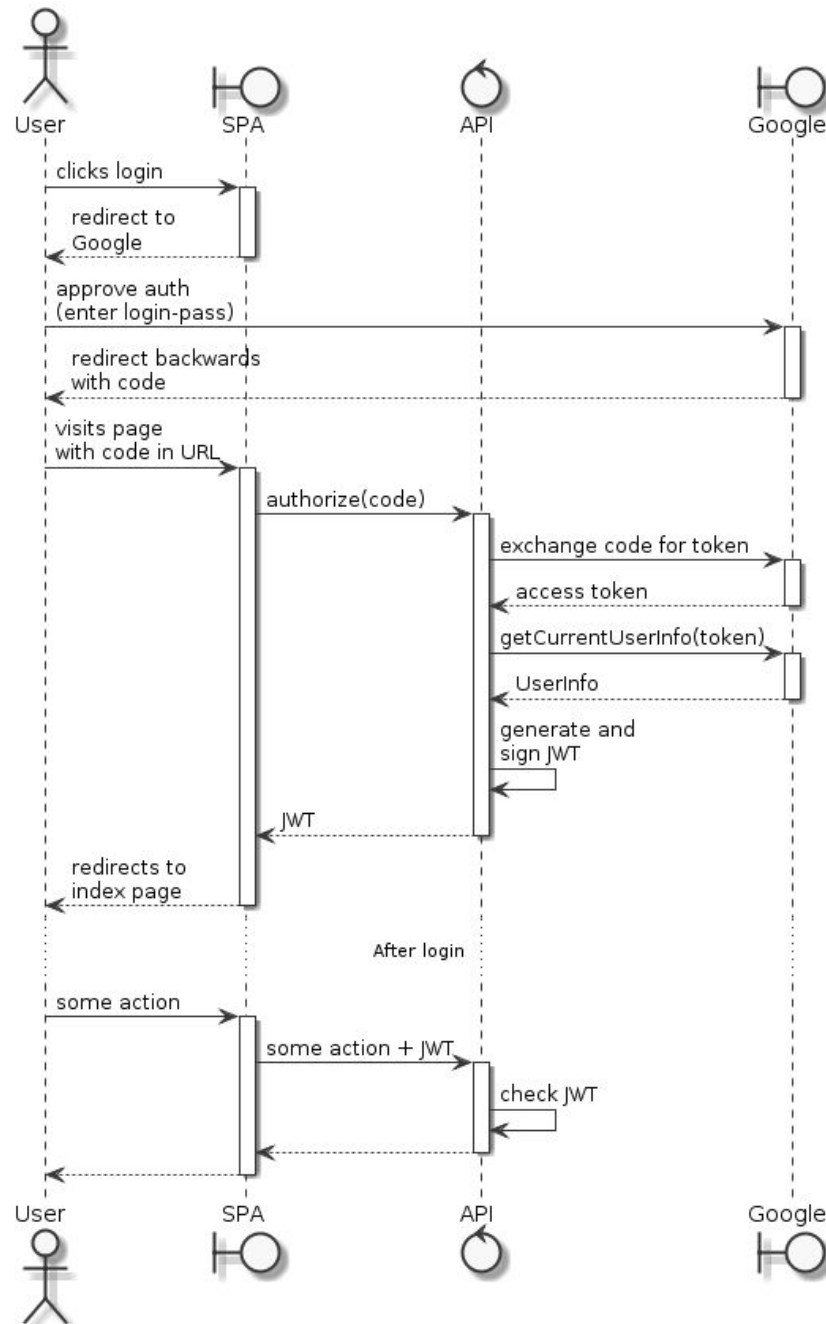 User
SPA
API
Google
clicks login
redirect to
Google
approve auth
(enter login-pass)
redirect backwards
with code
visits page
with code in URL
authorize(code)
exchange code for token
access token
getCurrentUserInfo(token)
UserInfo
generate and
sign JWT
JWT
redirects to
index page
After login
some action
some action + JWT
check JWT
User
SPA
API
Google